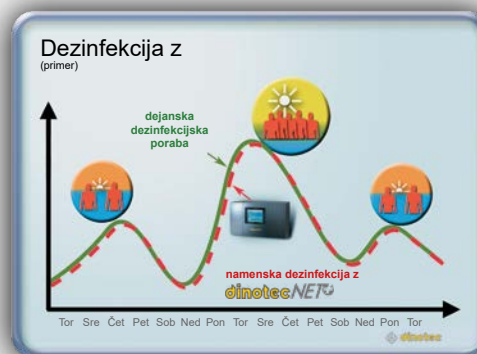 Dezinfekcija z
(primer)
dejanska
dezinfekcijska
poraba
namenska dezinfekcija z
dinotecNET
Tor Sre Čet Pet Sob Ned Pon Tor Sre Čet Pet Sob Ned Pon Tor
© dinotec